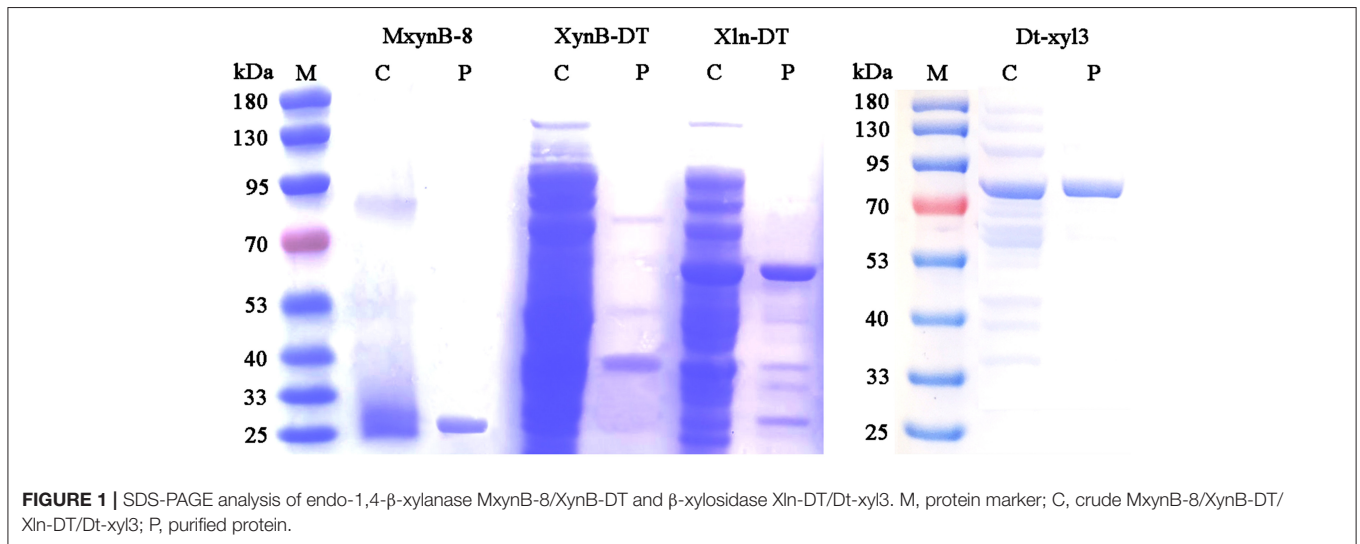 MxynB-8 XynB-DT Xln-DT Dt-xyl3
kDa M C P C P C P kDa M C P
180 180
130 130
95 95
70 70
53 53
40 40
33 33
25 25
FIGURE 1 | SDS-PAGE analysis of endo-1,4-β-xylanase MxynB-8/XynB-DT and β-xylosidase Xln-DT/Dt-xyl3. M, protein marker; C, crude MxynB-8/XynB-DT/
Xln-DT/Dt-xyl3; P, purified protein.